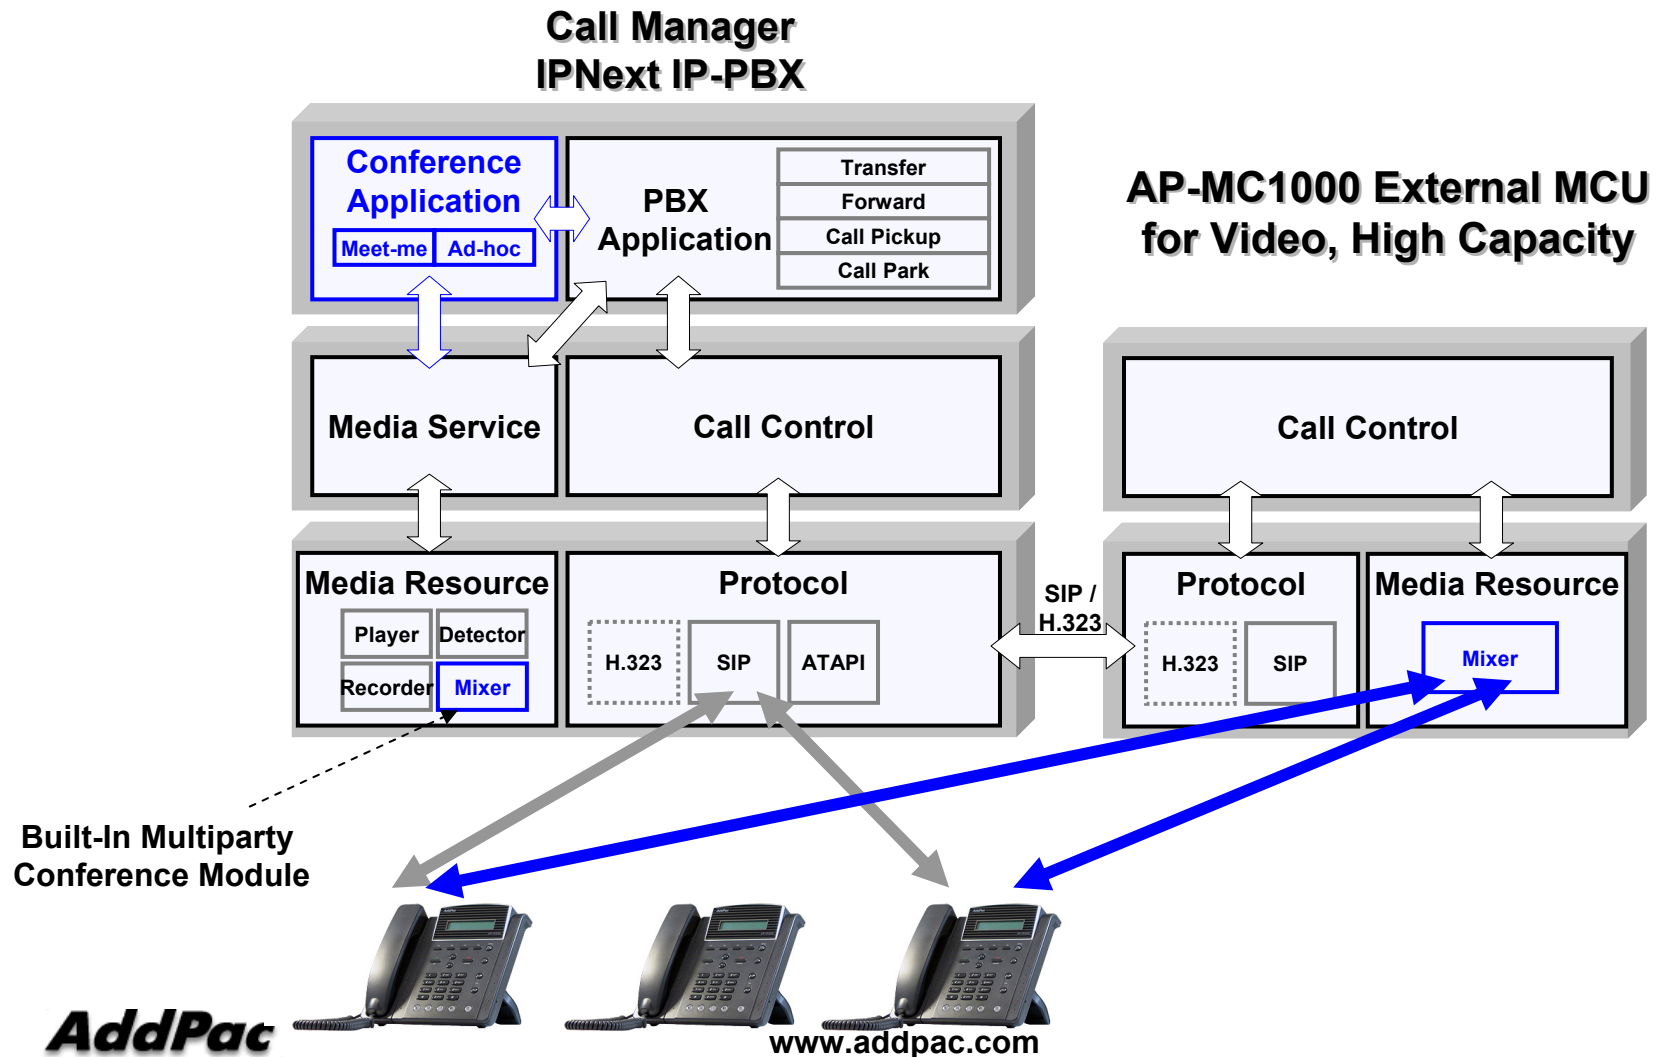 Call Manager
IPNext IP-PBX
Conference
Application
Meet-me
Ad-hoc
PBX
Application
Transfer
Forward
Call Pickup
Call Park
AP-MC1000 External MCU
for Video, High Capacity
Media Service
Call Control
Call Control
Media Resource
Player
Detector
Recorder
Mixer
Protocol
H.323
SIP
ATAPI
SIP /
H.323
Protocol
H.323
SIP
Media Resource
Mixer
Built-In Multiparty
Conference Module
AddPac
www.addpac.com